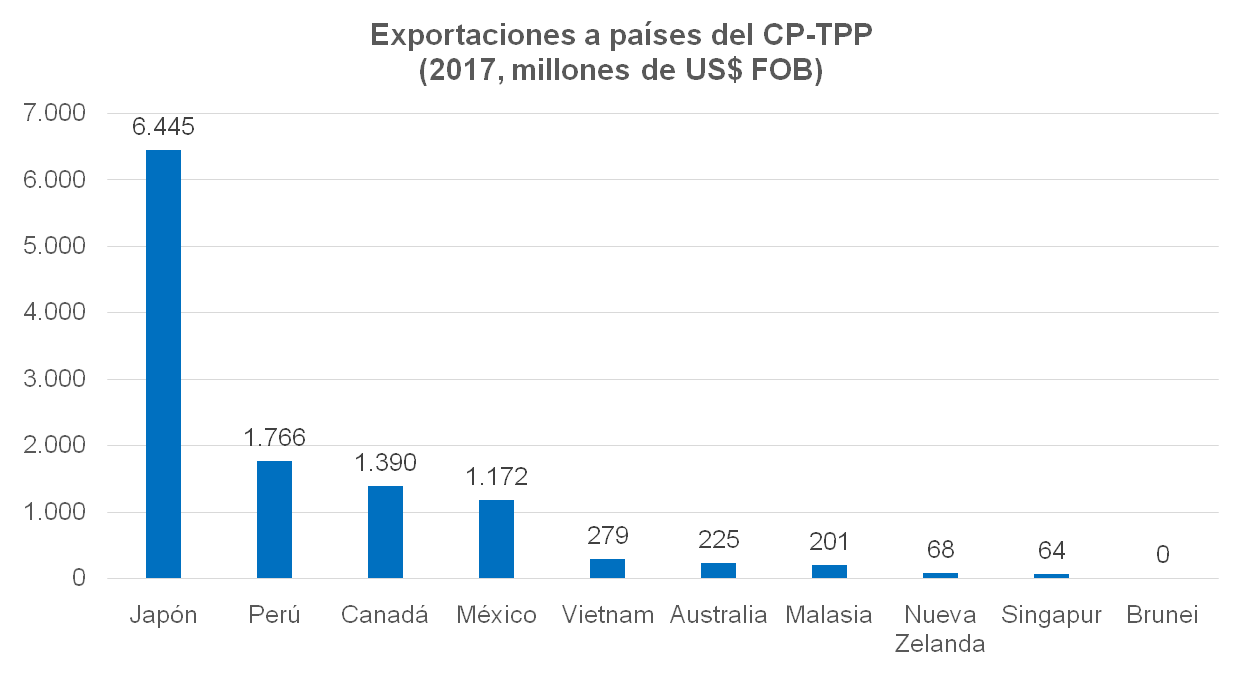 Exportaciones a países del CP-TPP
(2017, millones de US$ FOB)
7.000
6.000
5.000
4.000
3.000
2.000
1.000
0
6.445
1.766
1.390
1.172
279
225
201
68
64
0
Japón
Perú
Canadá
México
Vietnam
Australia
Malasia
Nueva
Zelanda
Singapur
Brunei